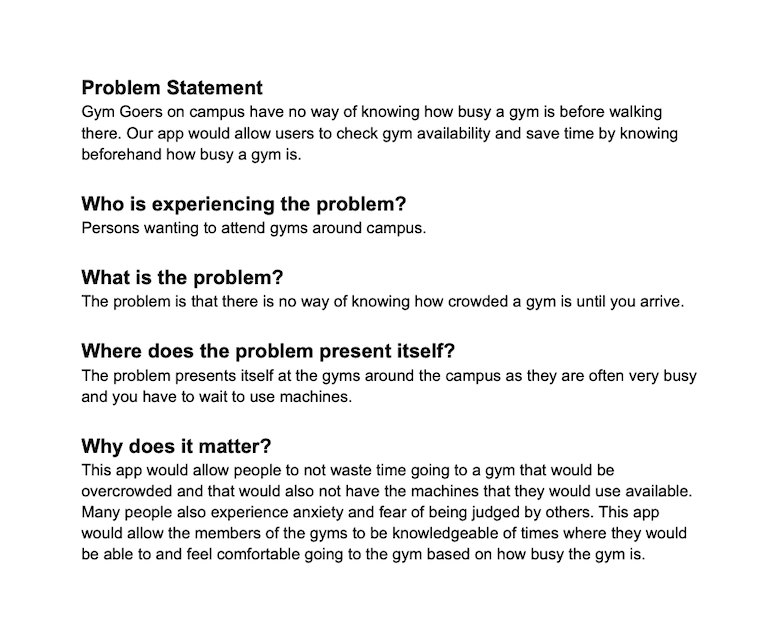 Problem Statement
Gym Goers on campus have no way of knowing how busy a gym is before walking
there. Our app would allow users to check gym availability and save time by knowing
beforehand how busy a gym is.
Who is experiencing the problem?
Persons wanting to attend gyms around campus.
What is the problem?
The problem is that there is no way of knowing how crowded a gym is until you arrive.
Where does the problem present itself?
The problem presents itself at the gyms around the campus as they are often very busy
and you have to wait to use machines.
Why does it matter?
This app would allow people to not waste time going to a gym that would be
overcrowded and that would also not have the machines that they would use available.
Many people also experience anxiety and fear of being judged by others. This app
would allow the members of the gyms to be knowledgeable of times where they would
be able to and feel comfortable going to the gym based on how busy the gym is.